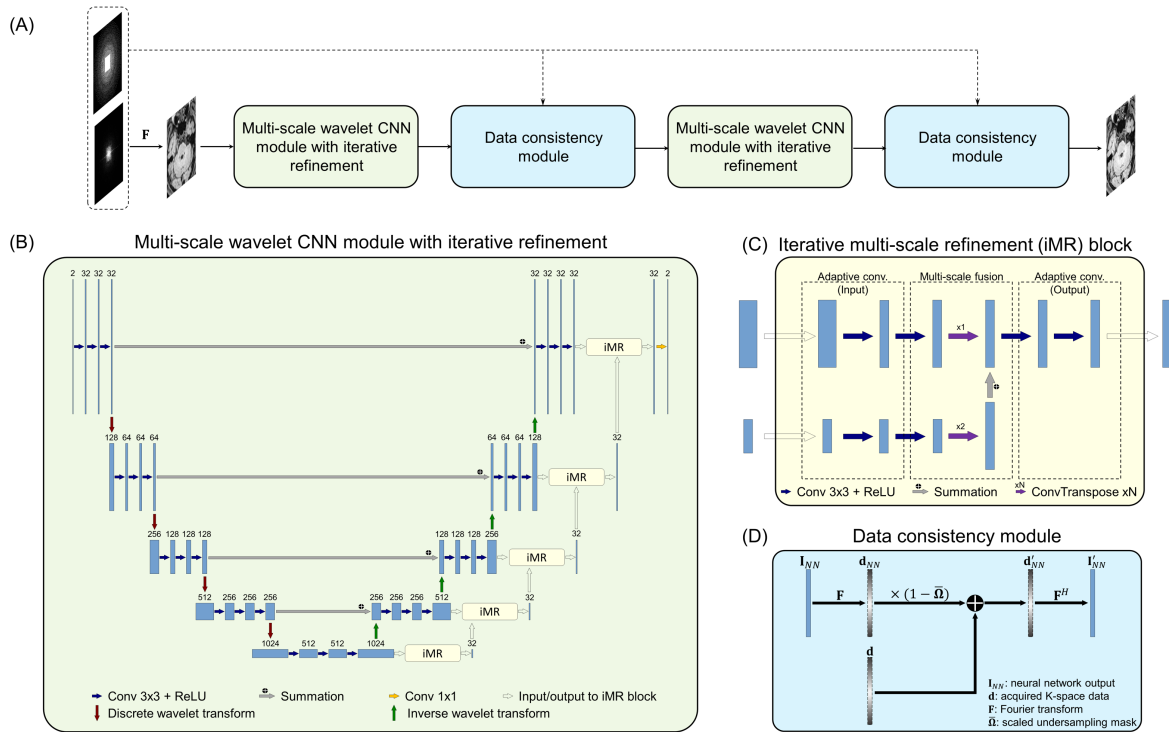 (A)
F
Multi-scale wavelet CNN
module with iterative
refinement
Data consistency
module
Multi-scale wavelet CNN
module with iterative
refinement
Data consistency
module
(B)
Multi-scale wavelet CNN module with iterative refinement
2 32 32 32
32 32 32 32
32 2
iMR
128 64 64 64
64 64 64 128
32
iMR
256 128 128 128
128 128 128 256
32
iMR
512 256 256 256
256 256 256 512
32
iMR
1024 512 512 1024
32
iMR
Conv 3x3 + ReLU
Summation
Conv 1x1
Input/output to iMR block
Discrete wavelet transform
Inverse wavelet transform
(C)
Iterative multi-scale refinement (iMR) block
Adaptive conv.
(Input)
Multi-scale fusion
Adaptive conv.
(Output)
x1
x2
Conv 3x3 + ReLU
Summation
xN
ConvTranspose xN
(D)
Data consistency module
I_NN
d_NN
d'_NN
I'_NN
F
× (1 − Ω̅)
F^H
d
I_NN: neural network output
d: acquired K-space data
F: Fourier transform
Ω̅: scaled undersampling mask